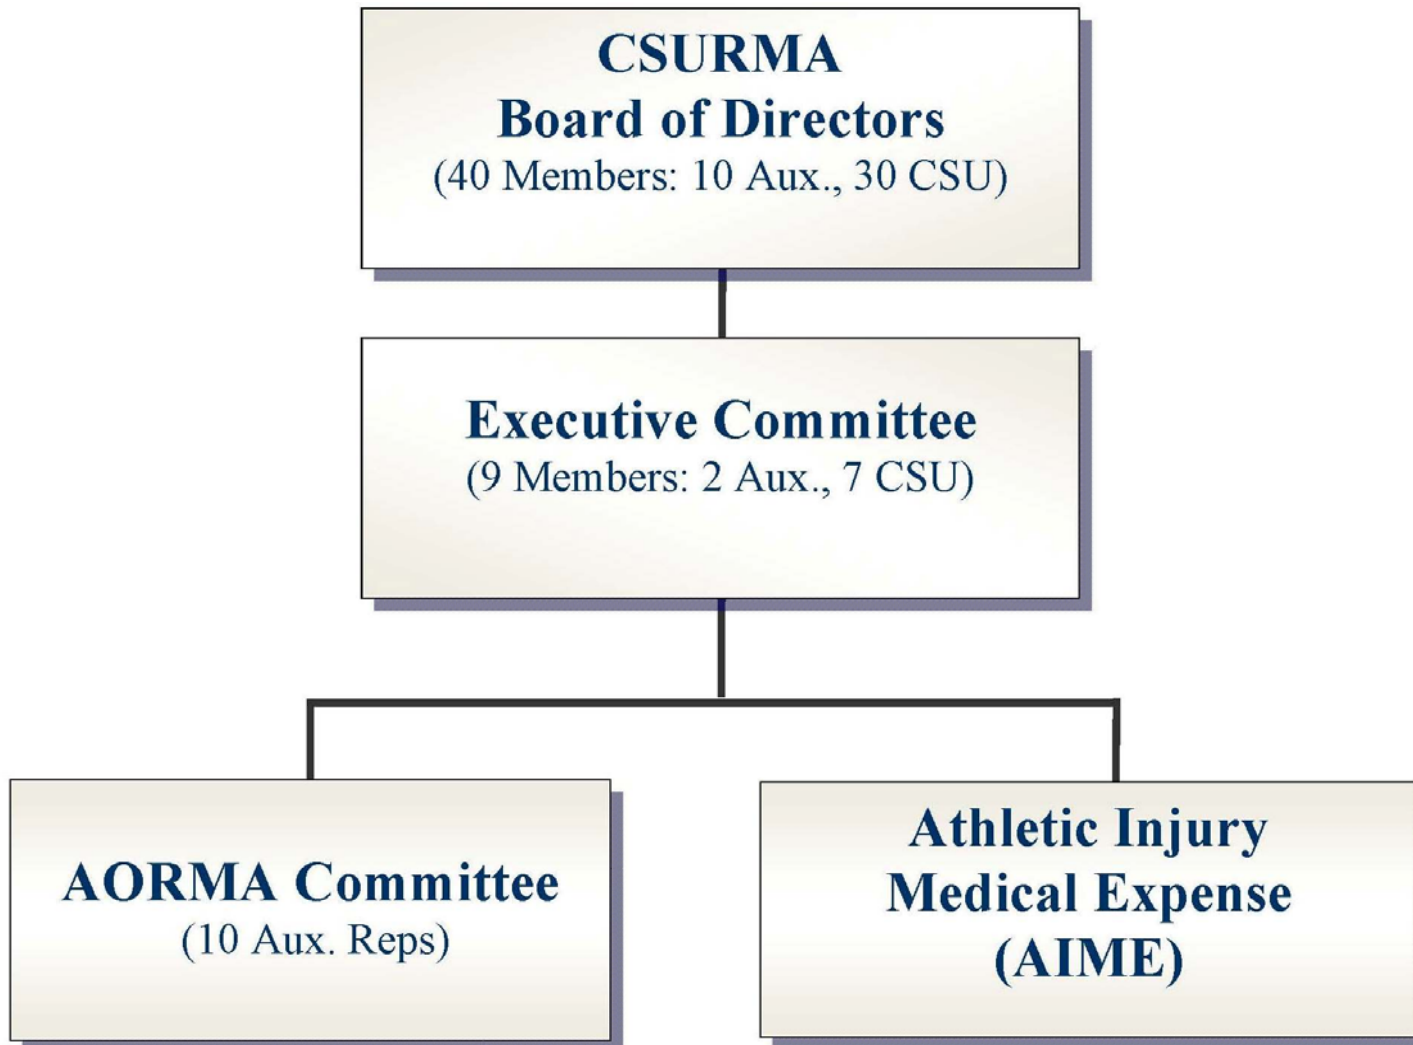 CSURMA
Board of Directors
(40 Members: 10 Aux., 30 CSU)
Executive Committee
(9 Members: 2 Aux., 7 CSU)
AORMA Committee
(10 Aux. Reps)
Athletic Injury
Medical Expense
(AIME)